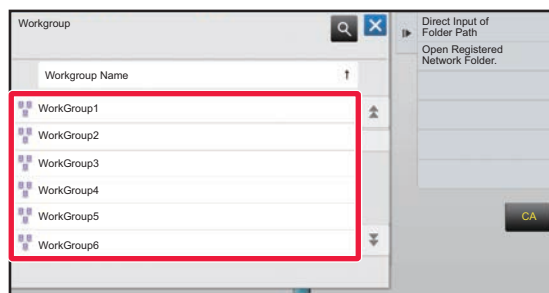 Workgroup
Workgroup Name
WorkGroup1
WorkGroup2
WorkGroup3
WorkGroup4
WorkGroup5
WorkGroup6
Direct Input of
Folder Path
Open Registered
Network Folder.
CA